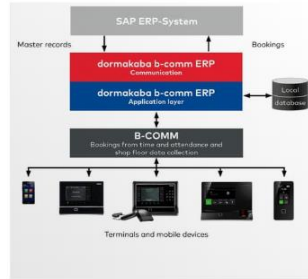 SAP ERP-System
Master records
Bookings
dormakaba b-comm ERP
Communication
dormakaba b-comm ERP
Application layer
Local
database
B-COMM
Bookings from time and attendance and
shop floor data collection
Terminals and mobile devices